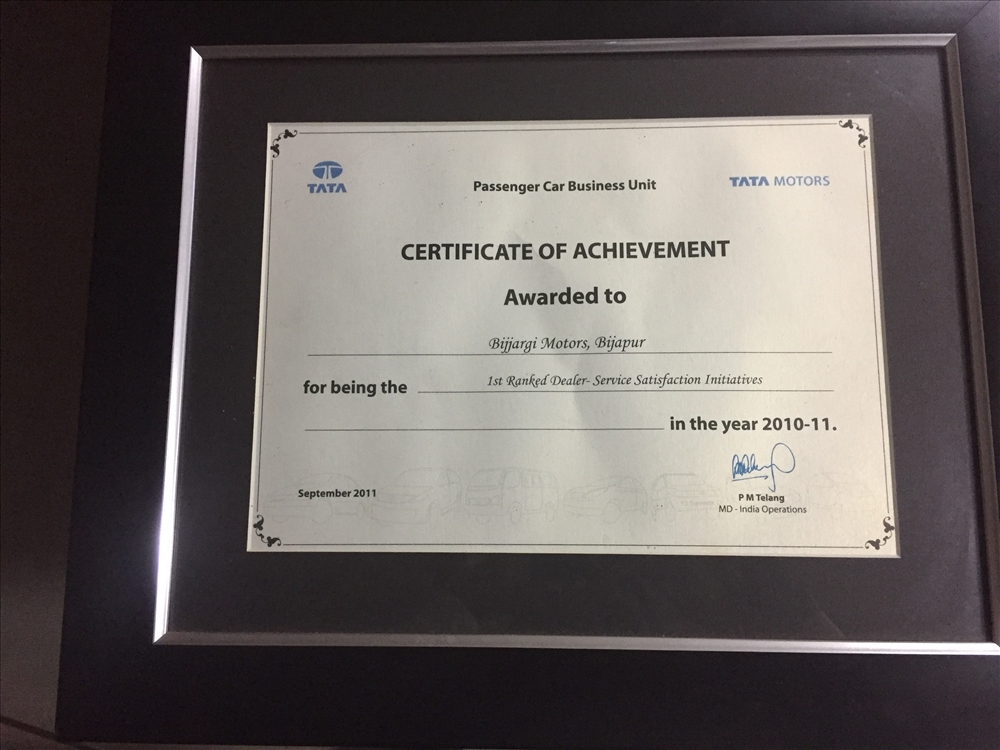 TATA
Passenger Car Business Unit
TATA MOTORS
CERTIFICATE OF ACHIEVEMENT
Awarded to
Bijjargi Motors, Bijapur
for being the 1st Ranked Dealer- Service Satisfaction Initiatives
in the year 2010-11.
September 2011
P M Telang
MD - India Operations